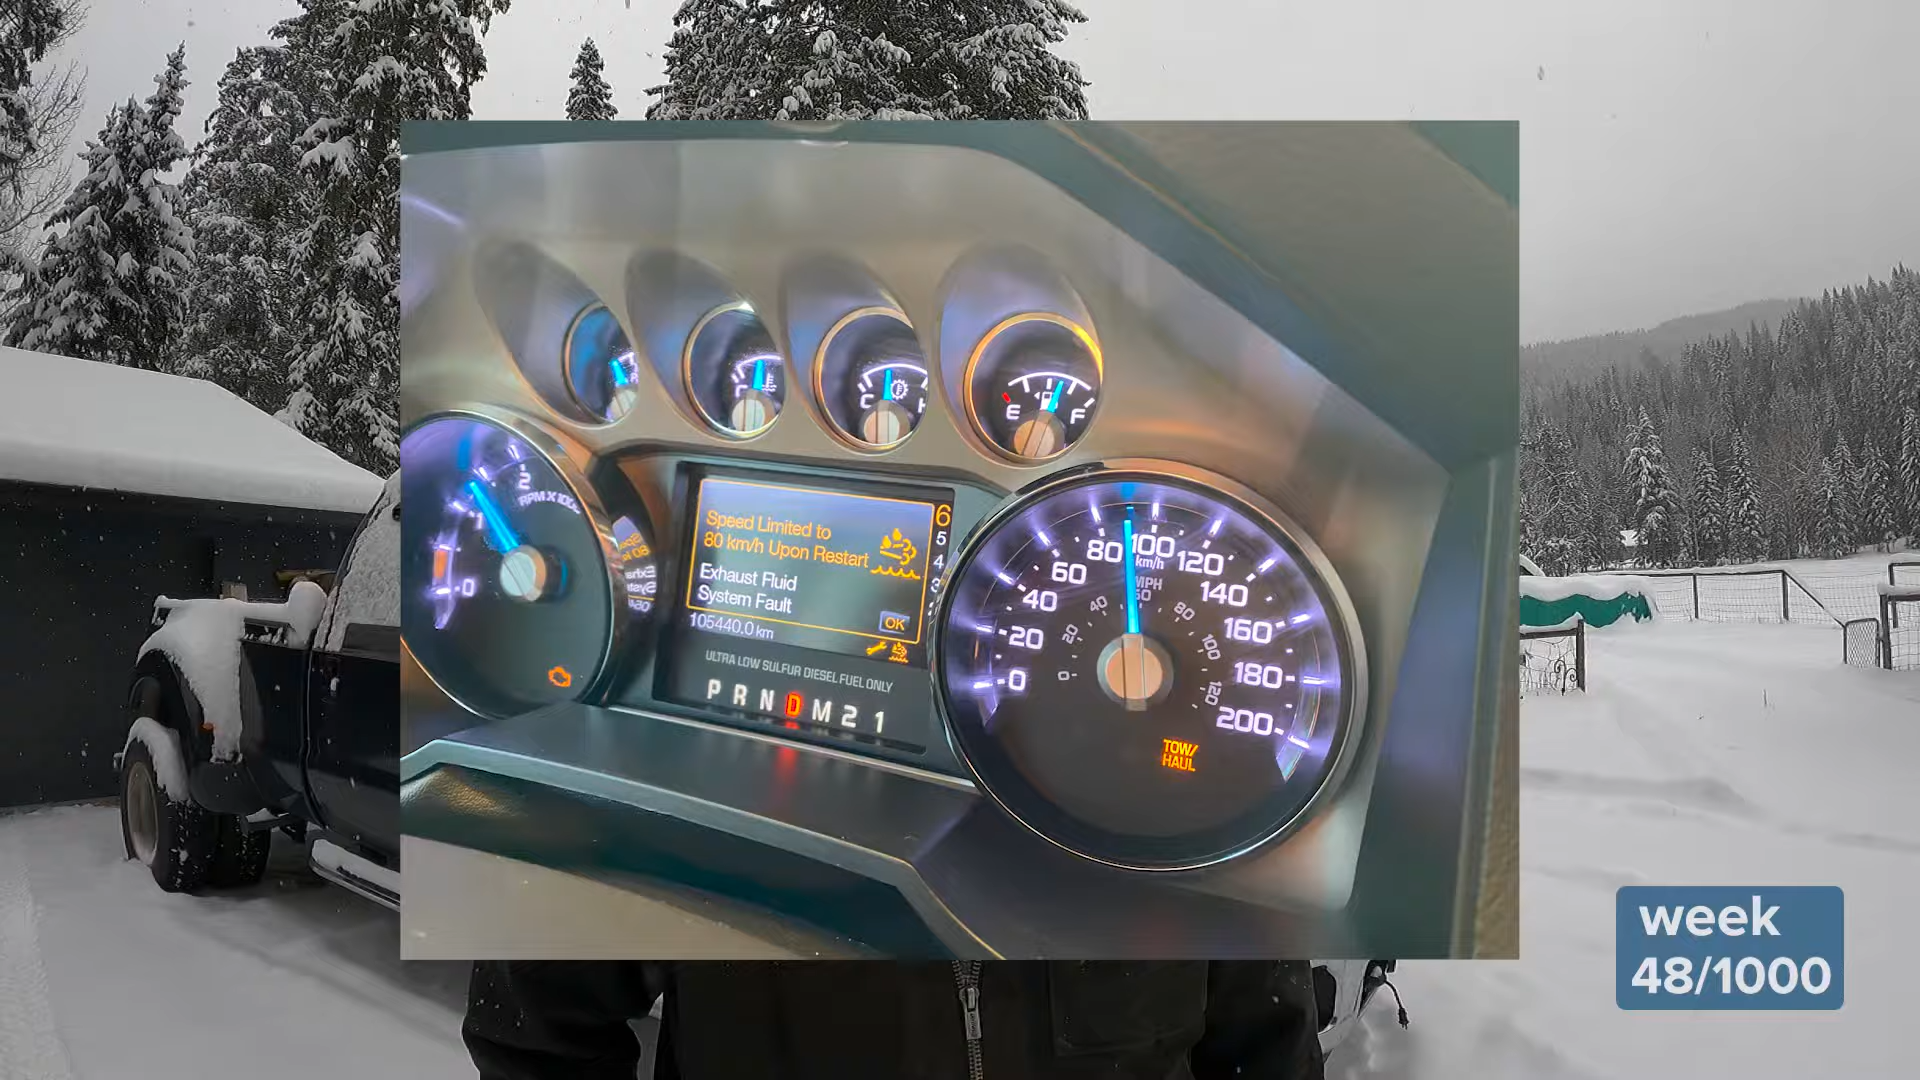 2
RPM X 1000
1
0
C
C
H
E
F
Speed Limited to
80 km/h Upon Restart
Exhaust Fluid
System Fault
OK
105440.0 km
6
5
4
3
ULTRA LOW SULFUR DIESEL FUEL ONLY
P R N D M 2 1
0
20
40
60
80
100
120
140
160
180
200
km/h
MPH
0
20
40
60
80
100
120
TOW/
HAUL
week
48/1000